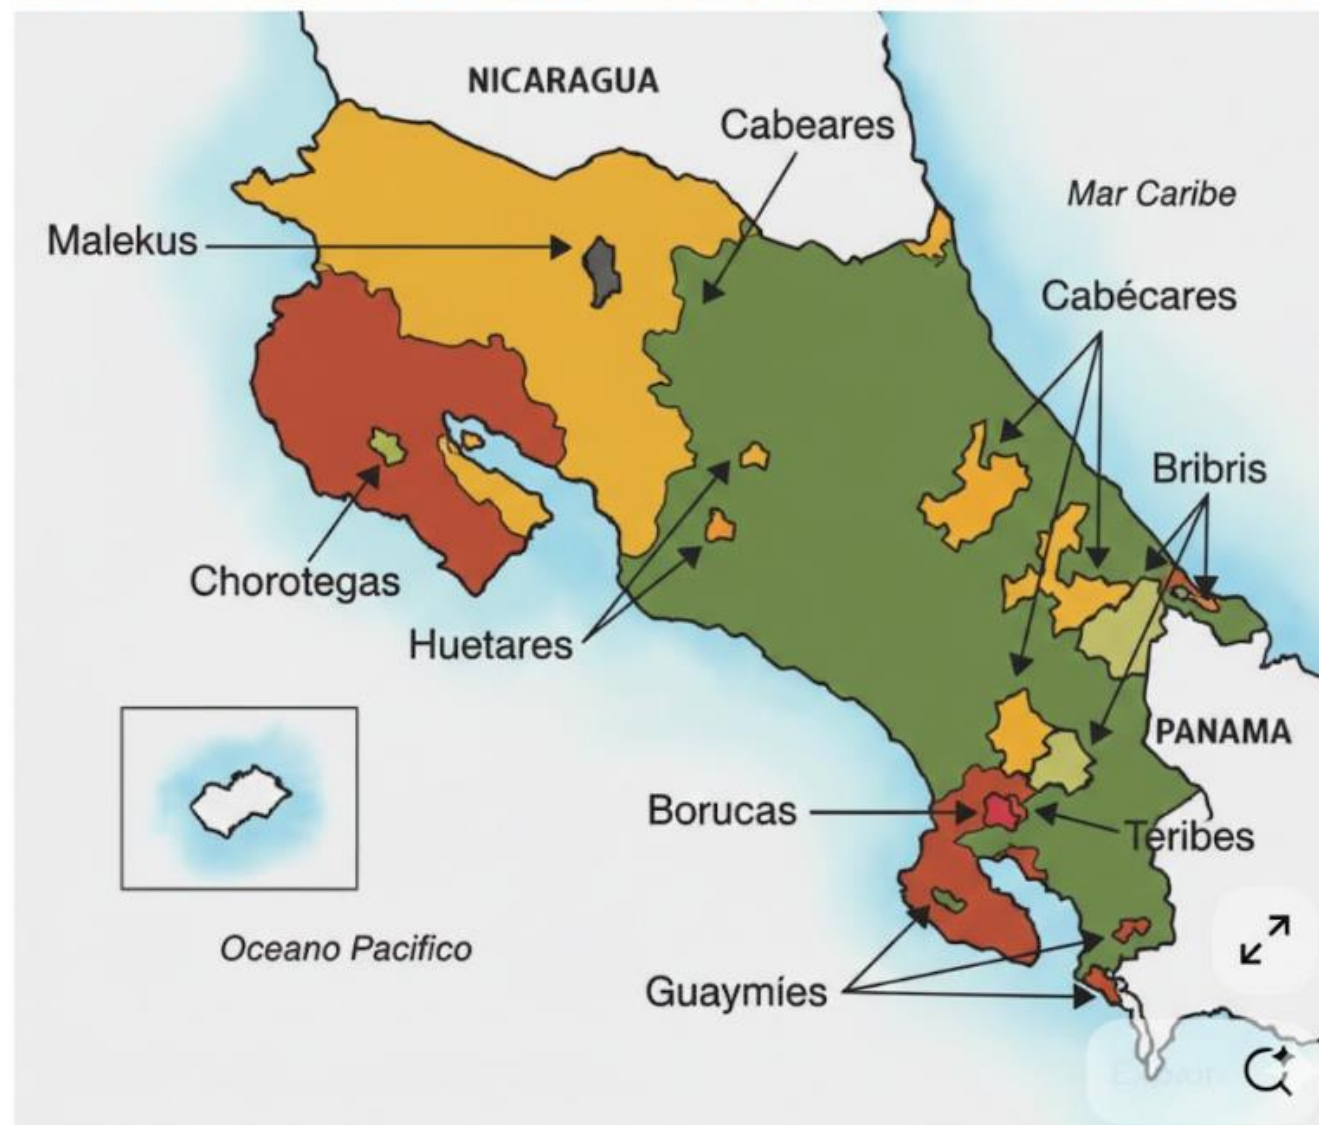 NICARAGUA
Cabeares
Mar Caribe
Malekus
Cabécares
Bribris
Chorotegas
Huetares
PANAMA
Borucas
Teribes
Oceano Pacifico
Guaymíes